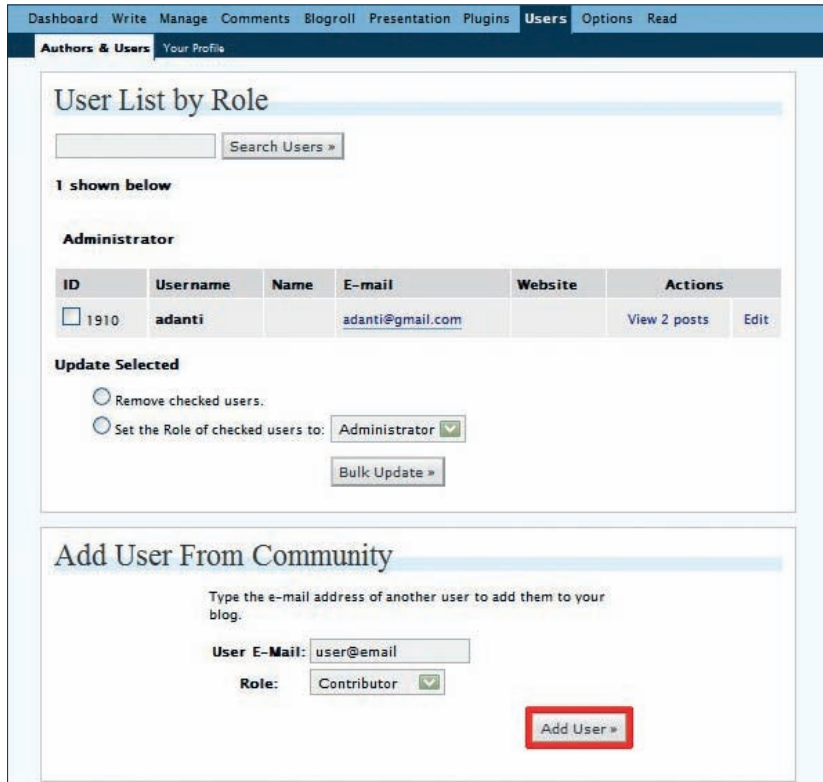 Dashboard Write Manage Comments Blogroll Presentation Plugins Users Options Read
Authors & Users Your Profile
User List by Role
Search Users »
1 shown below
Administrator
ID Username Name E-mail Website Actions
1910 adanti adanti@gmail.com View 2 posts Edit
Update Selected
Remove checked users.
Set the Role of checked users to: Administrator
Bulk Update »
Add User From Community
Type the e-mail address of another user to add them to your
blog.
User E-Mail: user@email
Role: Contributor
Add User »